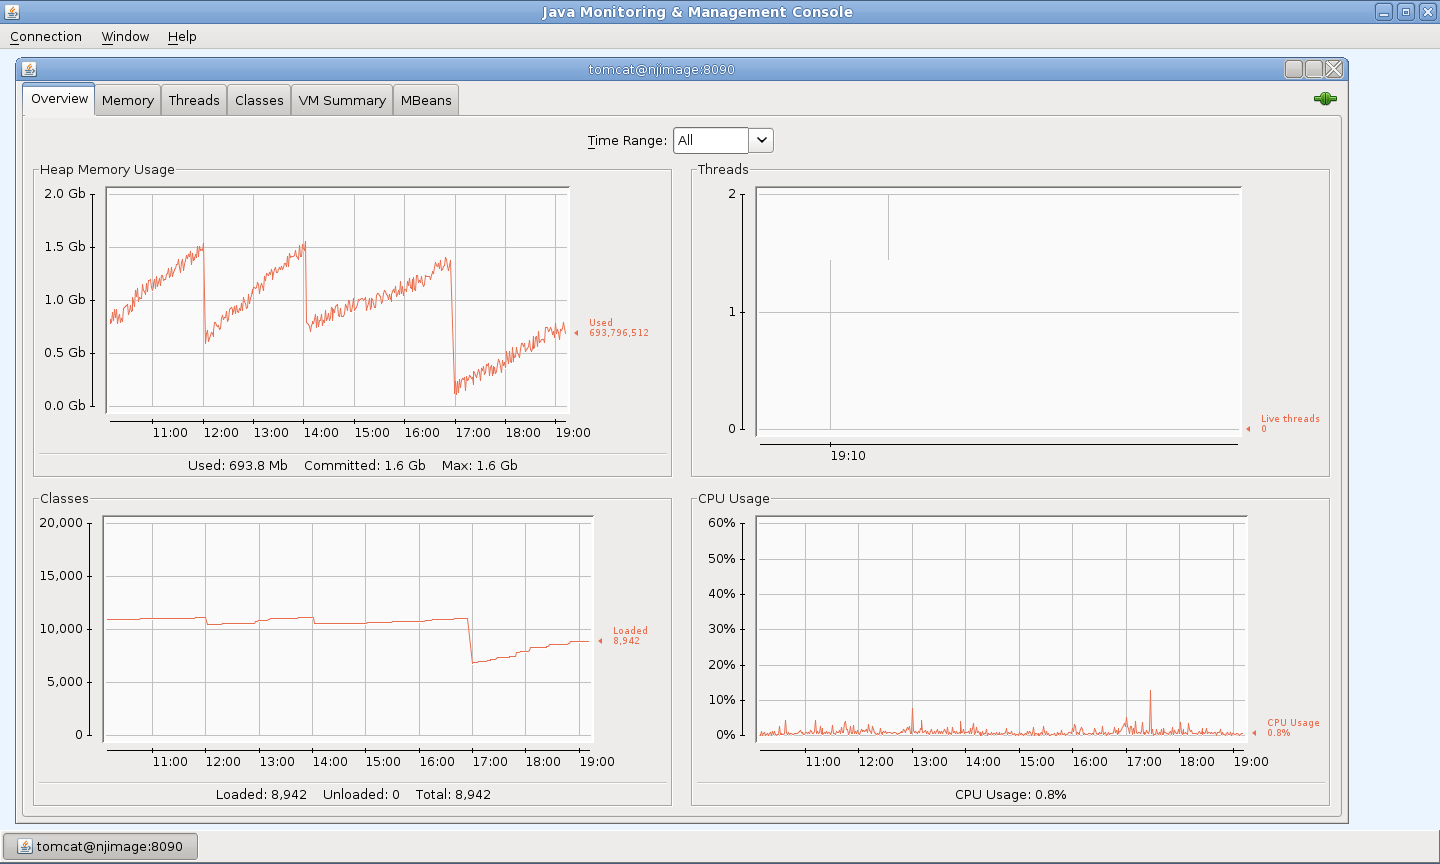 Java Monitoring & Management Console
Connection Window Help
tomcat@njimage:8090
Overview Memory Threads Classes VM Summary MBeans
Time Range: All
Heap Memory Usage
2.0 Gb
1.5 Gb
1.0 Gb
0.5 Gb
0.0 Gb
Used
693,796,512
11:00 12:00 13:00 14:00 15:00 16:00 17:00 18:00 19:00
Used: 693.8 Mb Committed: 1.6 Gb Max: 1.6 Gb
Threads
2
1
0
Live threads
0
19:10
Classes
20,000
15,000
10,000
5,000
0
Loaded
8,942
11:00 12:00 13:00 14:00 15:00 16:00 17:00 18:00 19:00
Loaded: 8,942 Unloaded: 0 Total: 8,942
CPU Usage
60%
50%
40%
30%
20%
10%
0%
CPU Usage
0.8%
11:00 12:00 13:00 14:00 15:00 16:00 17:00 18:00 19:00
CPU Usage: 0.8%
tomcat@njimage:8090